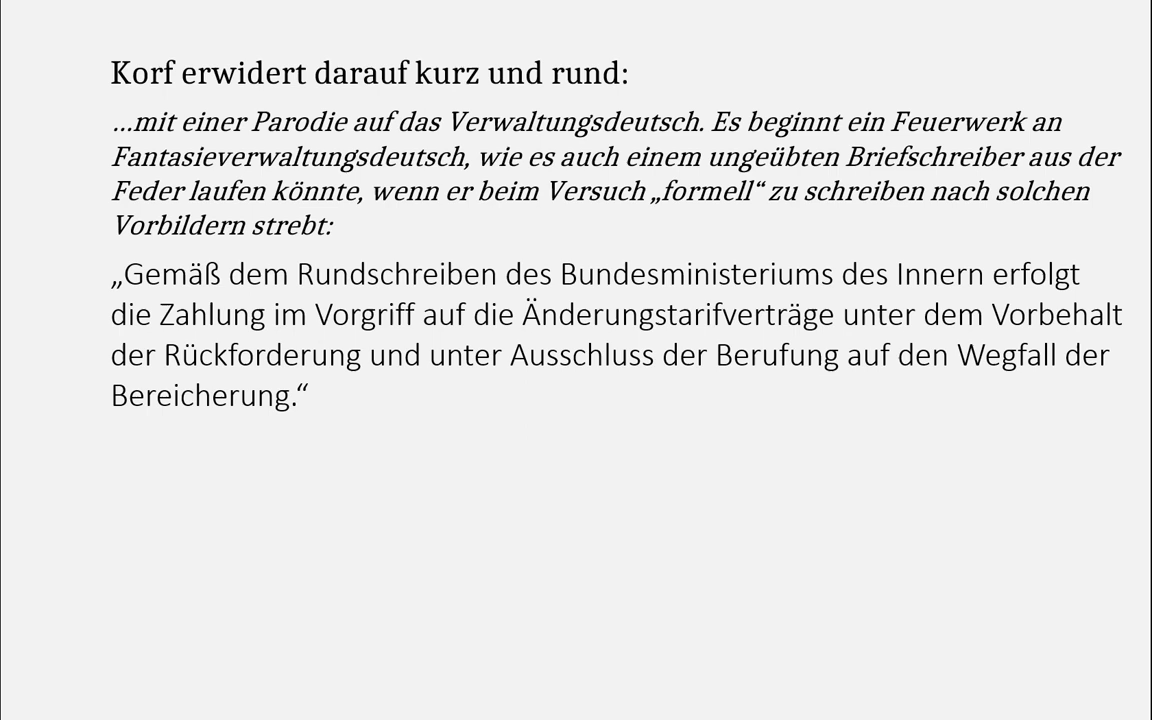 Korf erwidert darauf kurz und rund:
...mit einer Parodie auf das Verwaltungsdeutsch. Es beginnt ein Feuerwerk an
Fantasieverwaltungsdeutsch, wie es auch einem ungeübten Briefschreiber aus der
Feder laufen könnte, wenn er beim Versuch „formell“ zu schreiben nach solchen
Vorbildern strebt:
„Gemäß dem Rundschreiben des Bundesministeriums des Innern erfolgt
die Zahlung im Vorgriff auf die Änderungstarifverträge unter dem Vorbehalt
der Rückforderung und unter Ausschluss der Berufung auf den Wegfall der
Bereicherung.“